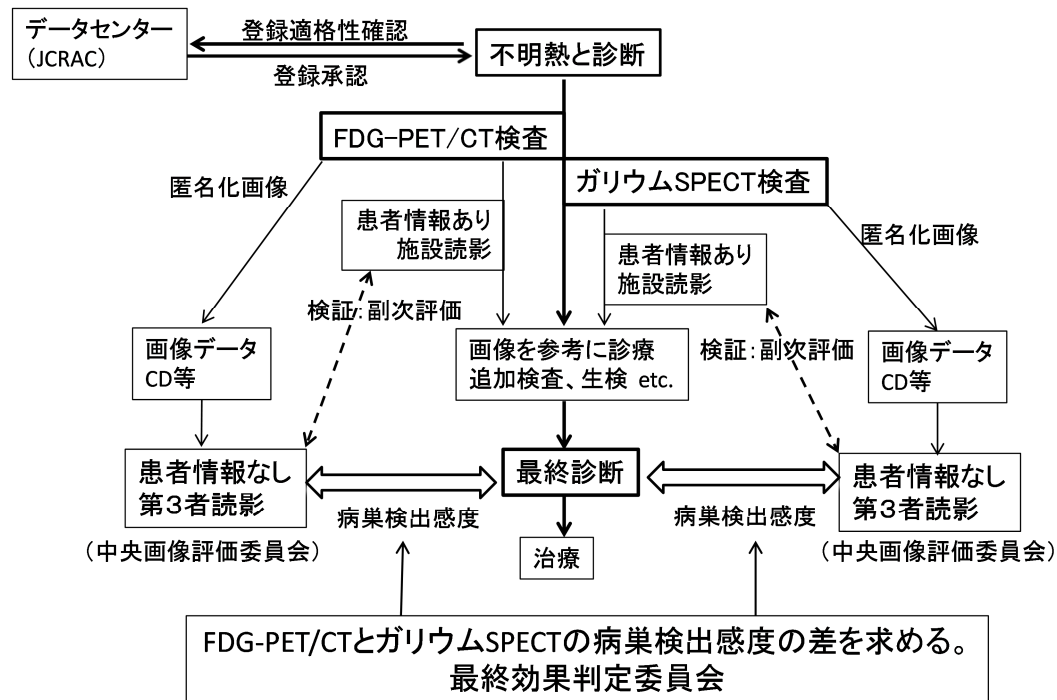 データセンター
（JCRAC）
登録適格性確認
登録承認
不明熱と診断
FDG-PET/CT検査
ガリウムSPECT検査
匿名化画像
患者情報あり
施設読影
患者情報あり
施設読影
匿名化画像
検証：副次評価
検証：副次評価
画像データ
CD等
画像を参考に診療
追加検査、生検 etc.
画像データ
CD等
患者情報なし
第３者読影
（中央画像評価委員会）
病巣検出感度
最終診断
病巣検出感度
患者情報なし
第３者読影
（中央画像評価委員会）
治療
FDG-PET/CTとガリウムSPECTの病巣検出感度の差を求める。
最終効果判定委員会